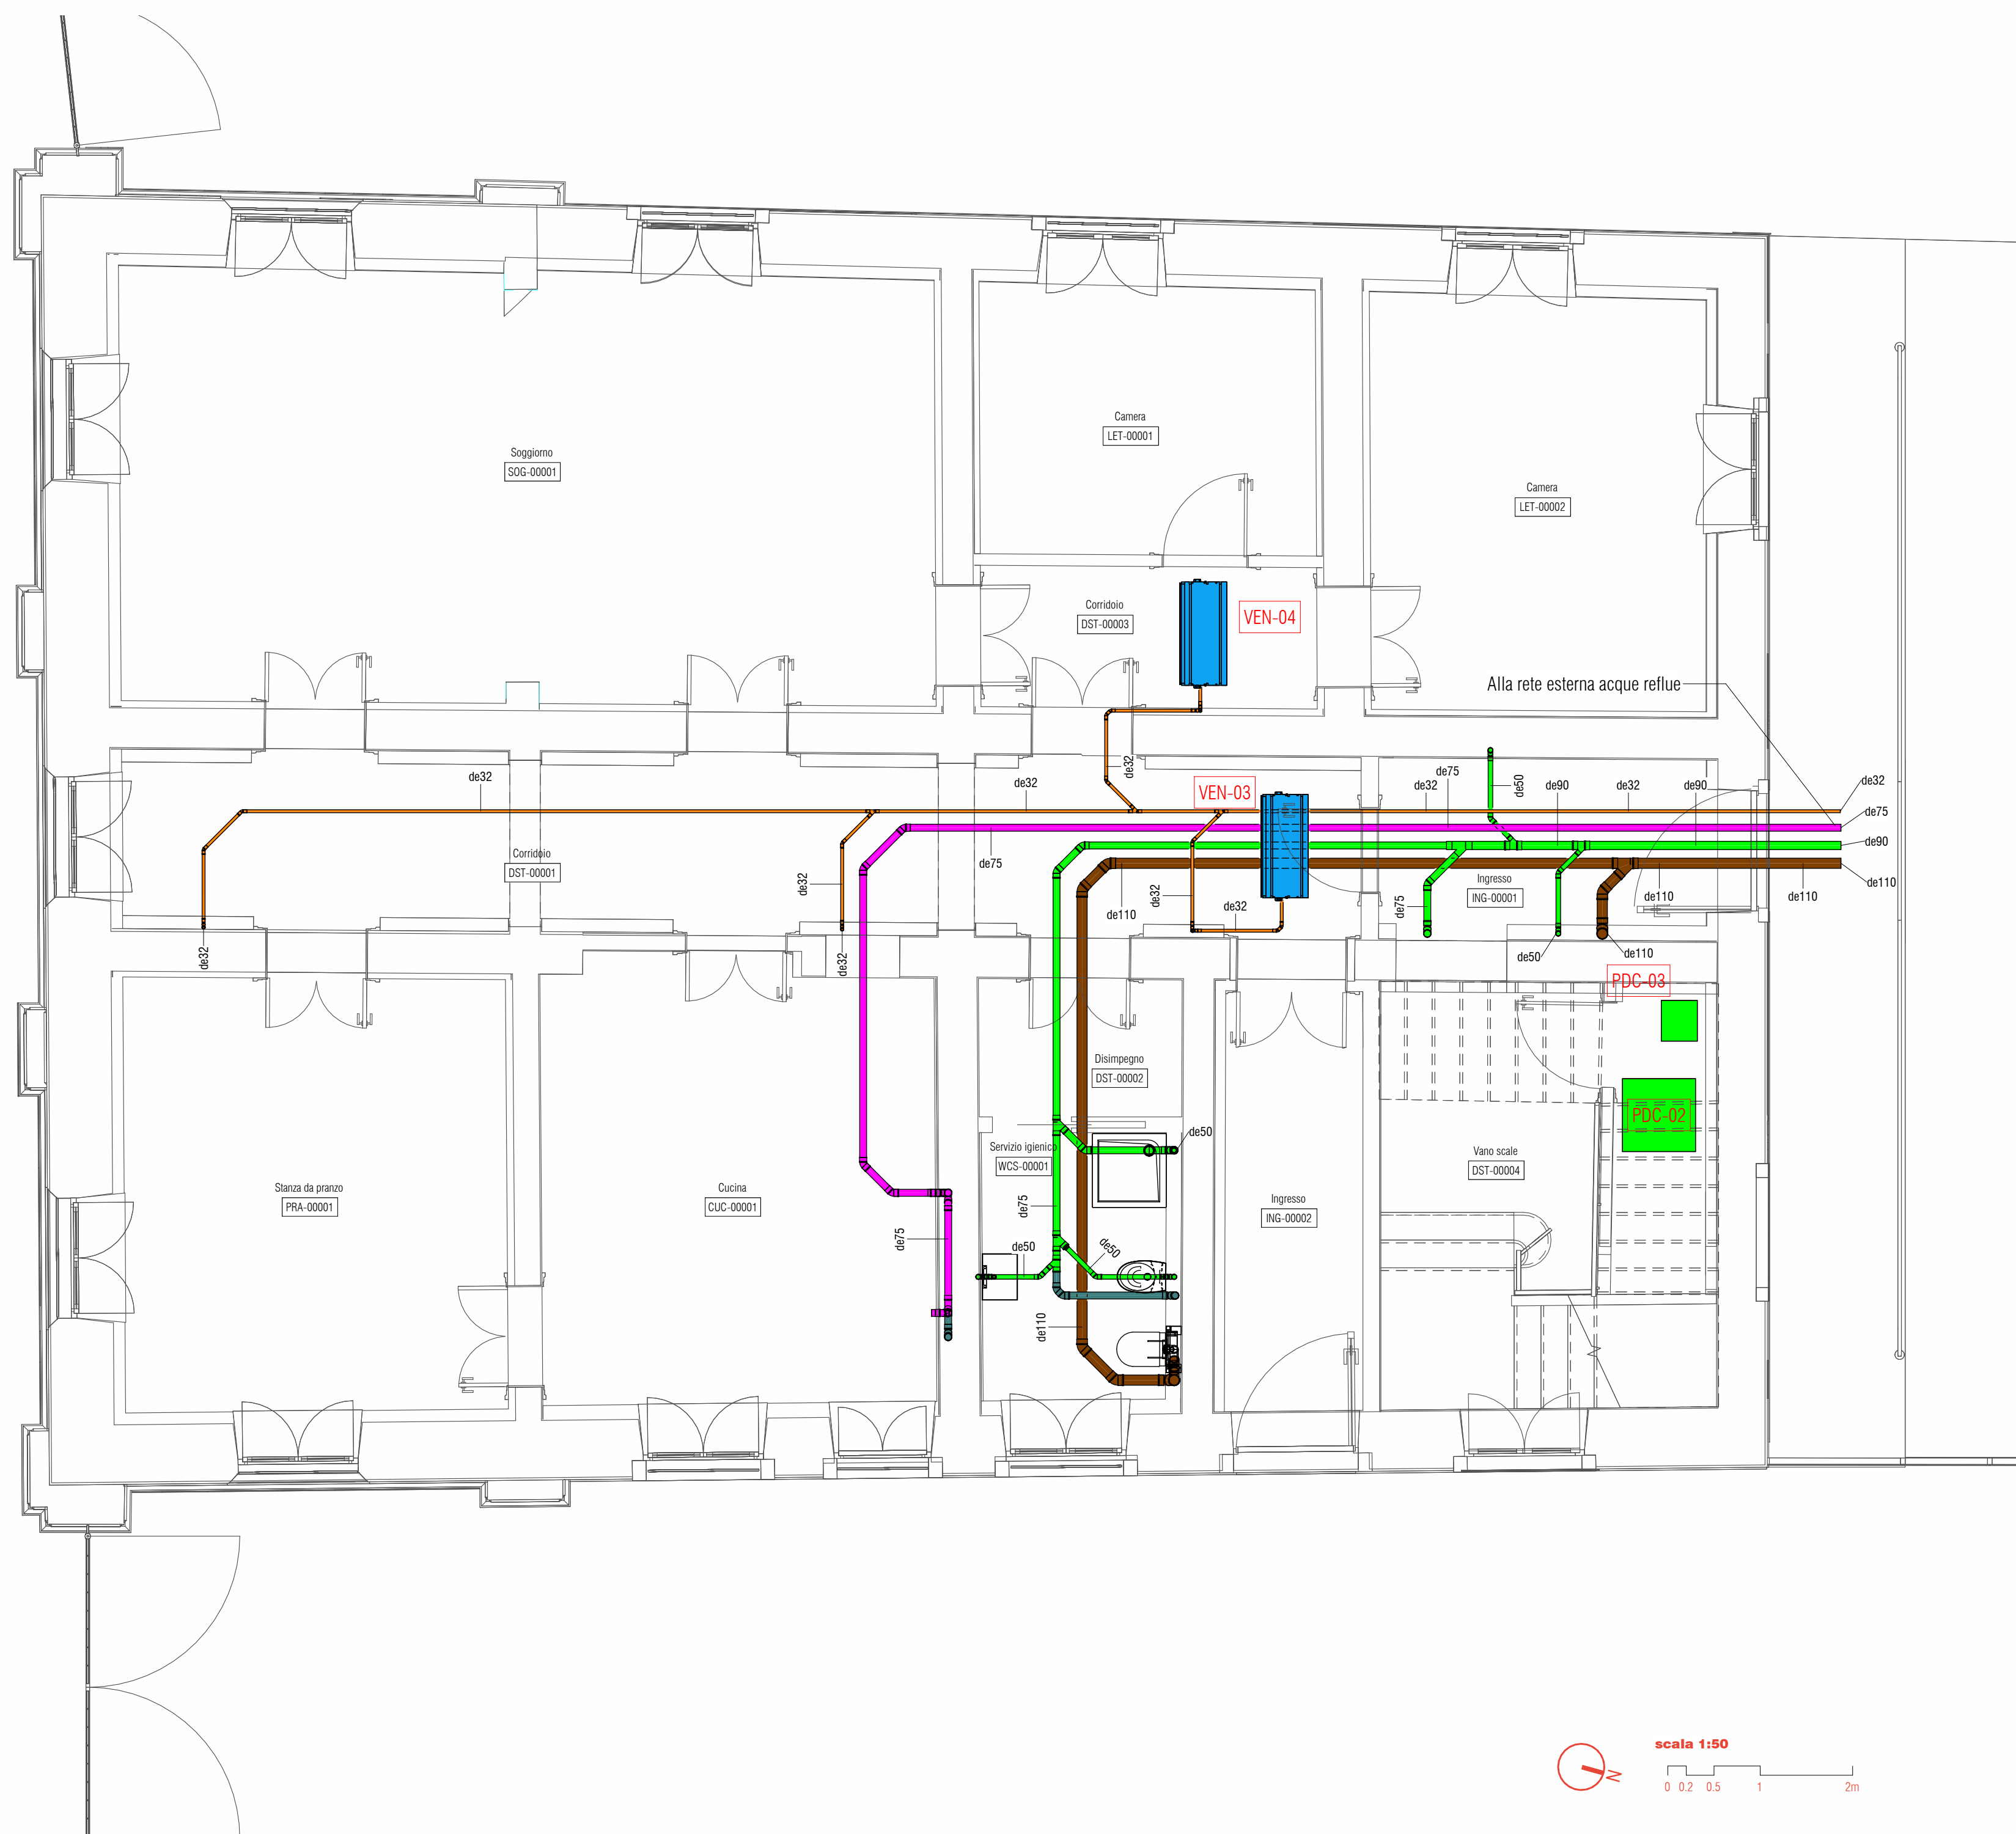 Camera
LET-00001
Soggiorno
SOG-00001
Camera
LET-00002
Corridoio
DST-00003
VEN-04
Alla rete esterna acque reflue
de32
de32
de32
VEN-03
de32
de75
de50
de90
de32
de90
de32
de75
de90
de110
Corridoio
DST-00001
de75
de32
de32
de32
de110
de32
de75
Ingresso
ING-00001
de110
de110
de32
de32
de50
de110
PDC-03
Disimpegno
DST-00002
PDC-02
de50
Servizio igienico
WCS-00001
Vano scale
DST-00004
Stanza da pranzo
PRA-00001
Cucina
CUC-00001
de75
Ingresso
ING-00002
de75
de50
de50
de110
scala 1:50
N
0 0.2 0.5 1 2m